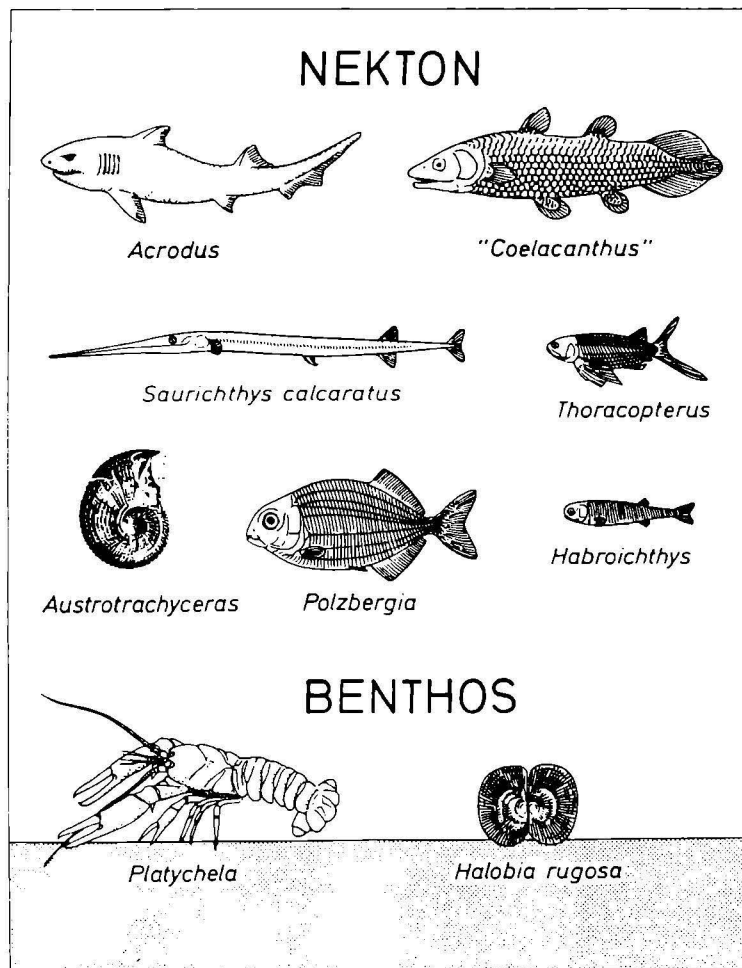 NEKTON
Acrodus
"Coelacanthus"
Saurichthys calcaratus
Thoracopterus
Austrotrachyceras
Polzbergia
Habroichthys
BENTHOS
Platychela
Halobia rugosa